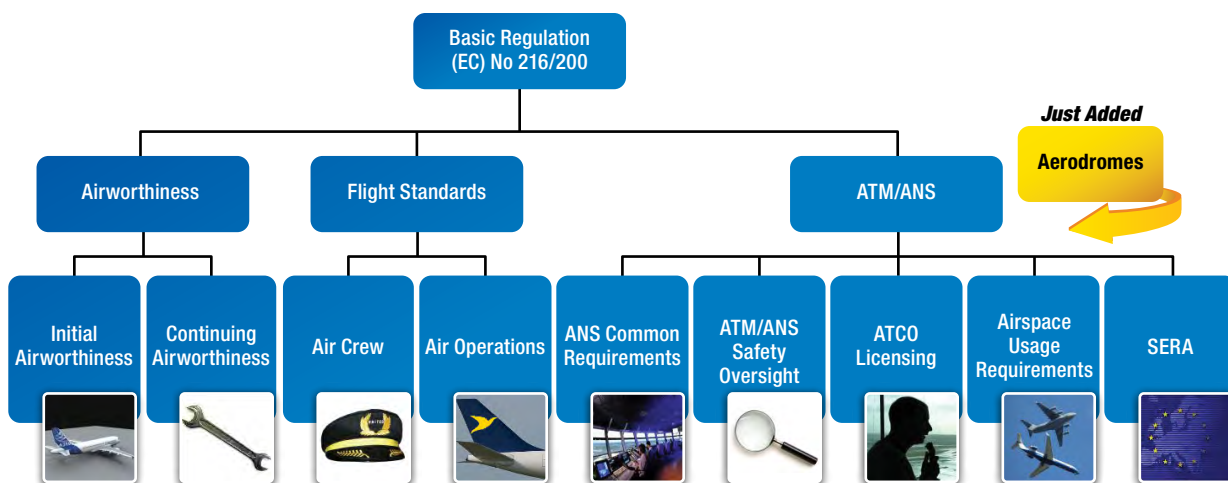 Basic Regulation
(EC) No 216/200
Just Added
Aerodromes
Airworthiness
Flight Standards
ATM/ANS
Initial
Airworthiness
Continuing
Airworthiness
Air Crew
Air Operations
ANS Common
Requirements
ATM/ANS
Safety
Oversight
ATCO
Licensing
Airspace
Usage
Requirements
SERA